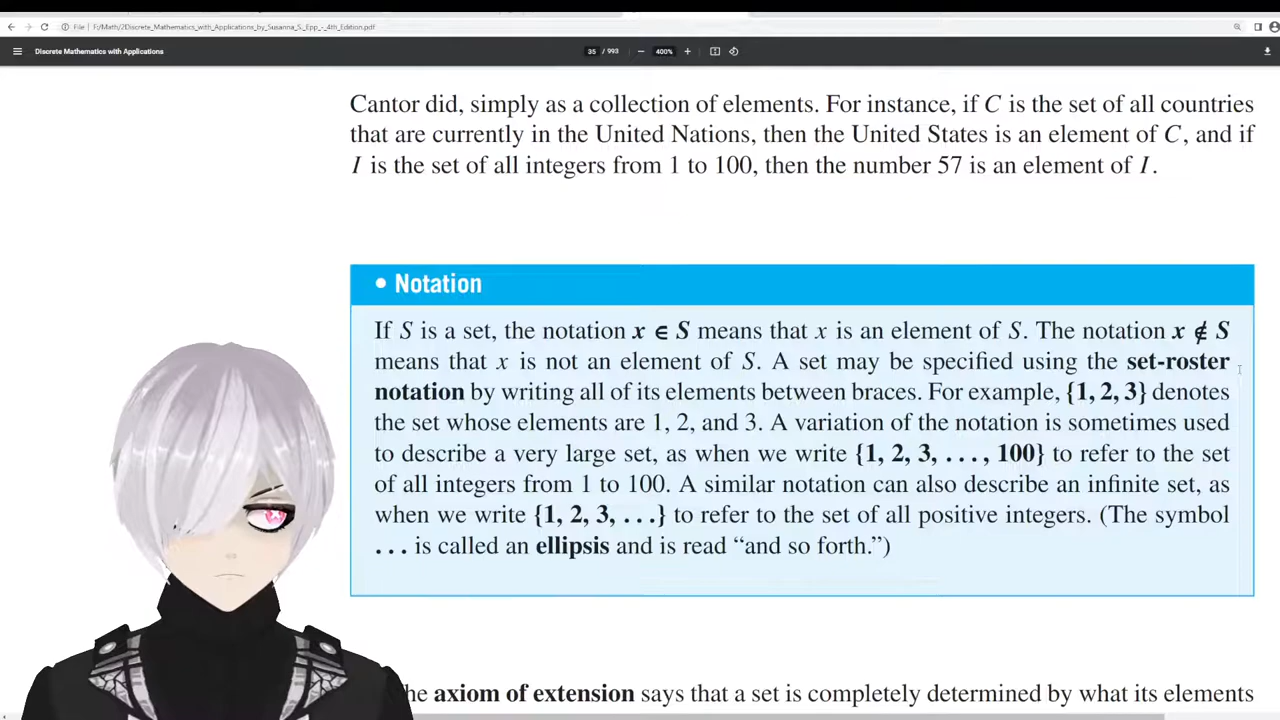 File | F:/Math/2Discrete_Mathematics_with_Applications_by_Susanna_S._Epp_-_4th_Edition.pdf
Discrete Mathematics with Applications
35 / 993
400%
Cantor did, simply as a collection of elements. For instance, if C is the set of all countries
that are currently in the United Nations, then the United States is an element of C, and if
I is the set of all integers from 1 to 100, then the number 57 is an element of I.
• Notation
If S is a set, the notation x ∈ S means that x is an element of S. The notation x ∉ S
means that x is not an element of S. A set may be specified using the set-roster
notation by writing all of its elements between braces. For example, {1, 2, 3} denotes
the set whose elements are 1, 2, and 3. A variation of the notation is sometimes used
to describe a very large set, as when we write {1, 2, 3, . . . , 100} to refer to the set
of all integers from 1 to 100. A similar notation can also describe an infinite set, as
when we write {1, 2, 3, . . .} to refer to the set of all positive integers. (The symbol
. . . is called an ellipsis and is read “and so forth.”)
axiom of extension says that a set is completely determined by what its elements